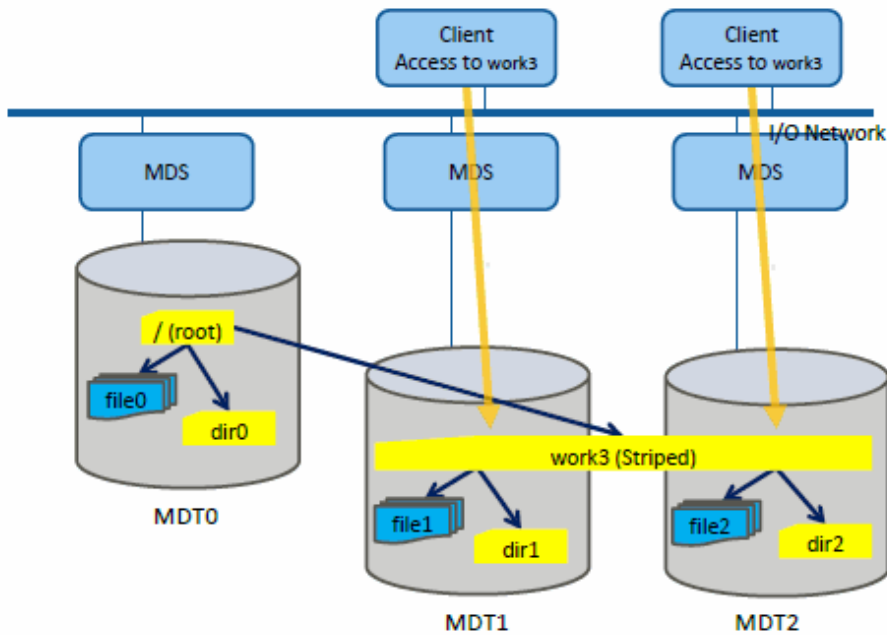 Client
Access to work3
Client
Access to work3
I/O Network
MDS
MDS
MDS
/ (root)
file0
dir0
work3 (Striped)
file1
dir1
file2
dir2
MDT0
MDT1
MDT2